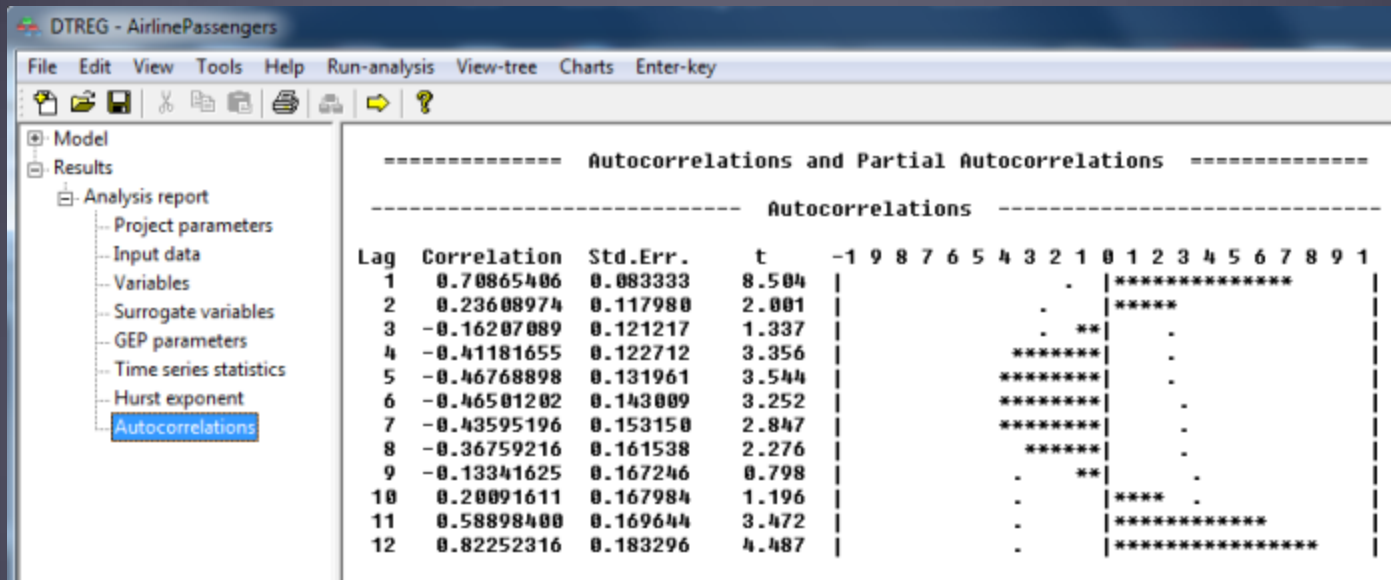 DTREG - AirlinePassengers
File Edit View Tools Help Run-analysis View-tree Charts Enter-key
Model
Results
Analysis report
Project parameters
Input data
Variables
Surrogate variables
GEP parameters
Time series statistics
Hurst exponent
Autocorrelations
============== Autocorrelations and Partial Autocorrelations ==============
----------------------------- Autocorrelations ------------------------------
Lag Correlation Std.Err. t -1 9 8 7 6 5 4 3 2 1 0 1 2 3 4 5 6 7 8 9 1
1 0.70865406 0.083333 8.504 | . |************** |
2 0.23608974 0.117980 2.001 | . |***** |
3 -0.16207089 0.121217 1.337 | . **| . |
4 -0.41181655 0.122712 3.356 | *******| . |
5 -0.46768898 0.131961 3.544 | ********| . |
6 -0.46501202 0.143009 3.252 | ********| . |
7 -0.43595196 0.153150 2.847 | ********| . |
8 -0.36759216 0.161538 2.276 | ******| . |
9 -0.13341625 0.167246 0.798 | . **| . |
10 0.20091611 0.167984 1.196 | . |**** . |
11 0.58898400 0.169644 3.472 | . |************ |
12 0.82252316 0.183296 4.487 | . |**************** |